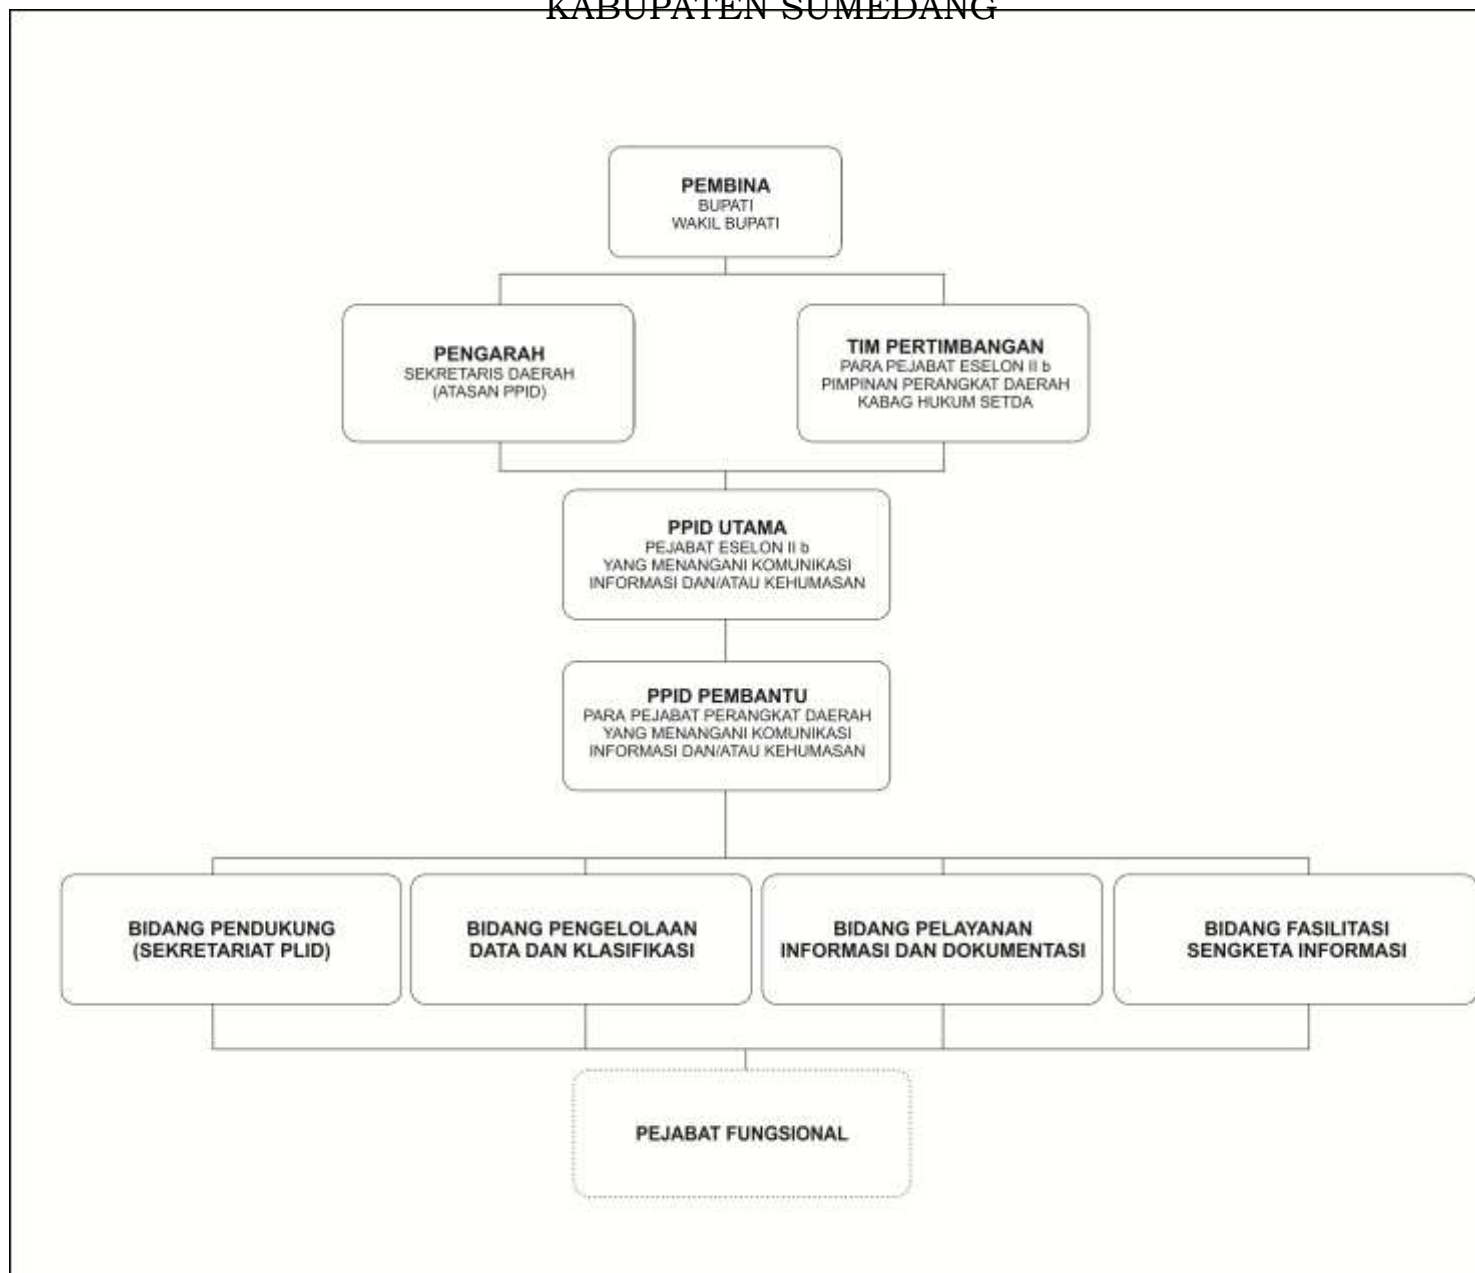 KABUPATEN SUMEDANG
PEMBINA
BUPATI
WAKIL BUPATI
PENGARAH
SEKRETARIS DAERAH
(ATASAN PPID)
TIM PERTIMBANGAN
PARA PEJABAT ESELON II b
PIMPINAN PERANGKAT DAERAH
KABAG HUKUM SETDA
PPID UTAMA
PEJABAT ESELON II b
YANG MENANGANI KOMUNIKASI
INFORMASI DAN/ATAU KEHUMASAN
PPID PEMBANTU
PARA PEJABAT PERANGKAT DAERAH
YANG MENANGANI KOMUNIKASI
INFORMASI DAN/ATAU KEHUMASAN
BIDANG PENDUKUNG
(SEKRETARIAT PLID)
BIDANG PENGELOLAAN
DATA DAN KLASIFIKASI
BIDANG PELAYANAN
INFORMASI DAN DOKUMENTASI
BIDANG FASILITASI
SENGKETA INFORMASI
PEJABAT FUNGSIONAL